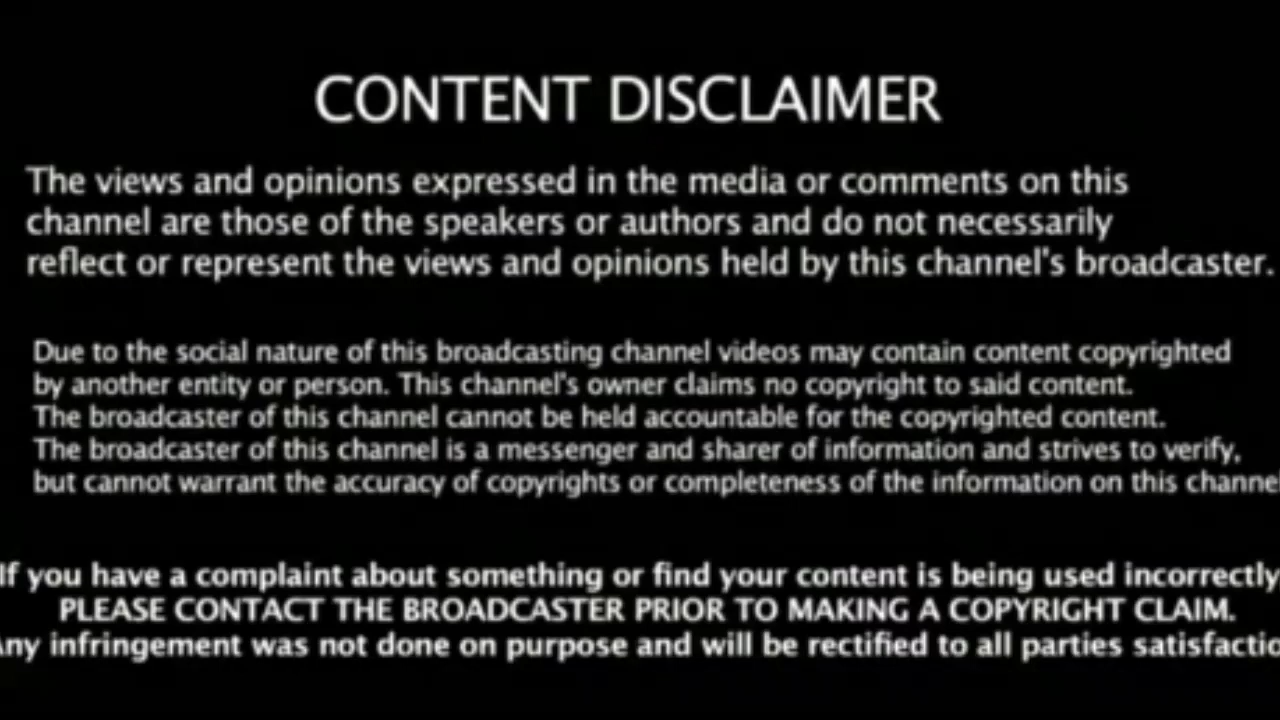 CONTENT DISCLAIMER
The views and opinions expressed in the media or comments on this
channel are those of the speakers or authors and do not necessarily
reflect or represent the views and opinions held by this channel's broadcaster.
Due to the social nature of this broadcasting channel videos may contain content copyrighted
by another entity or person. This channel's owner claims no copyright to said content.
The broadcaster of this channel cannot be held accountable for the copyrighted content.
The broadcaster of this channel is a messenger and sharer of information and strives to verify,
but cannot warrant the accuracy of copyrights or completeness of the information on this channe
If you have a complaint about something or find your content is being used incorrectly
PLEASE CONTACT THE BROADCASTER PRIOR TO MAKING A COPYRIGHT CLAIM.
Any infringement was not done on purpose and will be rectified to all parties satisfactio